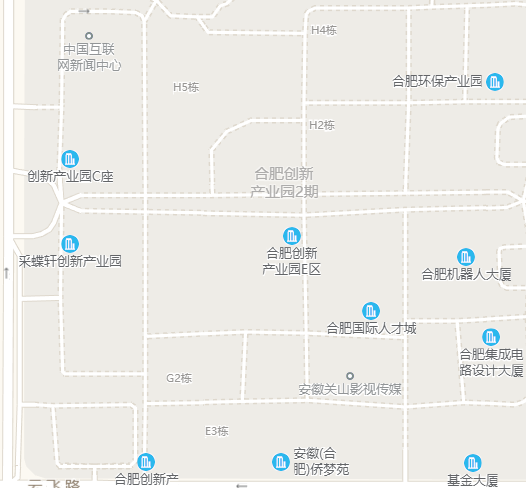 H4栋
中国互联
网新闻中心
H5栋
合肥环保产业园
H2栋
创新产业园C座
合肥创新
产业园2期
采蝶轩创新产业园
合肥创新
产业园E区
合肥机器人大厦
合肥国际人才城
合肥集成电
路设计大厦
G2栋
安徽关山影视传媒
E3栋
安徽(合
肥)侨梦苑
合肥创新产
基金大厦
云飞路